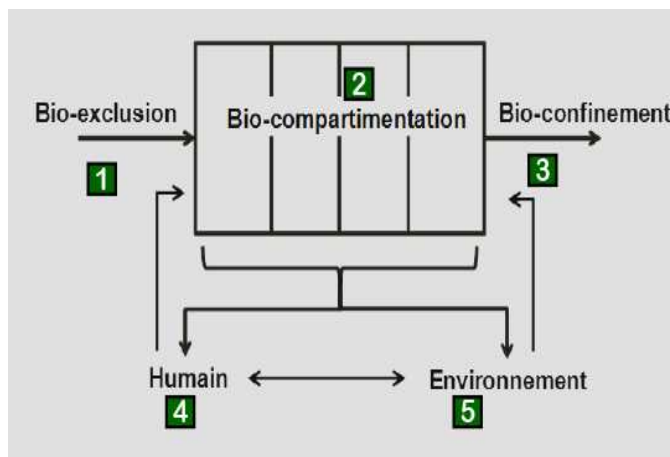 2
Bio-exclusion
Bio-compartimentation
Bio-confinement
1
3
Humain
Environnement
4
5